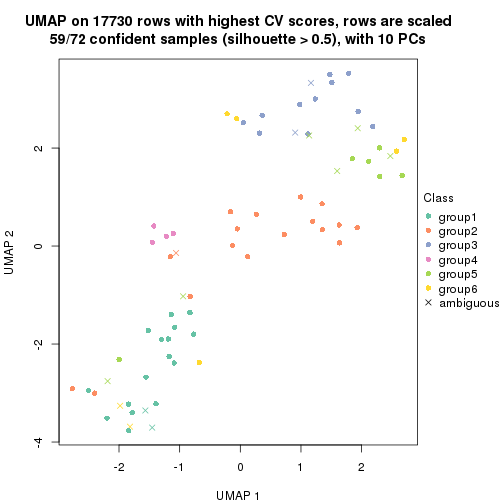 UMAP on 17730 rows with highest CV scores, rows are scaled
59/72 confident samples (silhouette > 0.5), with 10 PCs
2
0
-2
-4
UMAP 2
-2
-1
0
1
2
UMAP 1
Class
group1
group2
group3
group4
group5
group6
ambiguous